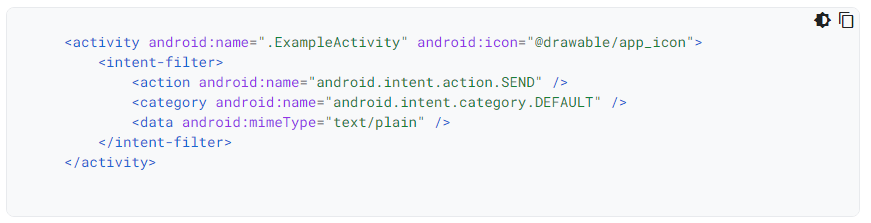 <activity android:name=".ExampleActivity" android:icon="@drawable/app_icon">
    <intent-filter>
        <action android:name="android.intent.action.SEND" />
        <category android:name="android.intent.category.DEFAULT" />
        <data android:mimeType="text/plain" />
    </intent-filter>
</activity>